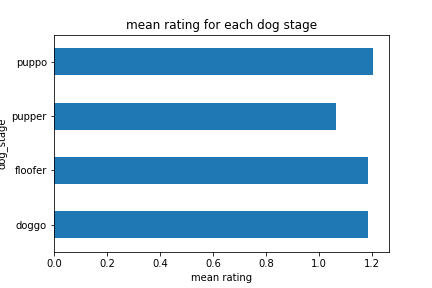 mean rating for each dog stage
puppo
pupper
floofer
doggo
dog_stage
0.0 0.2 0.4 0.6 0.8 1.0 1.2
mean rating